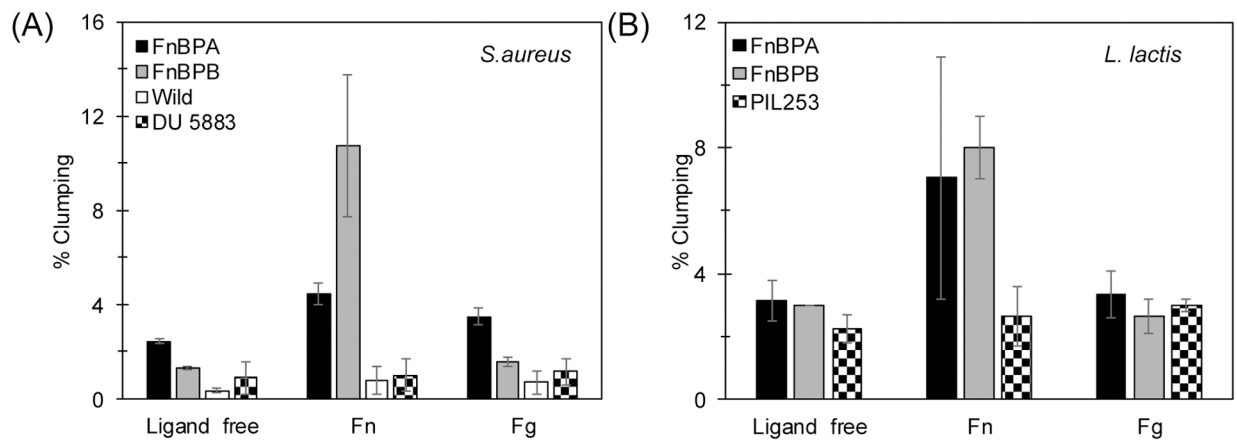 (A)
% Clumping
16
12
8
4
0
FnBPA
FnBPB
Wild
DU 5883
S.aureus
Ligand free
Fn
Fg
(B)
% Clumping
12
8
4
0
FnBPA
FnBPB
PIL253
L. lactis
Ligand free
Fn
Fg